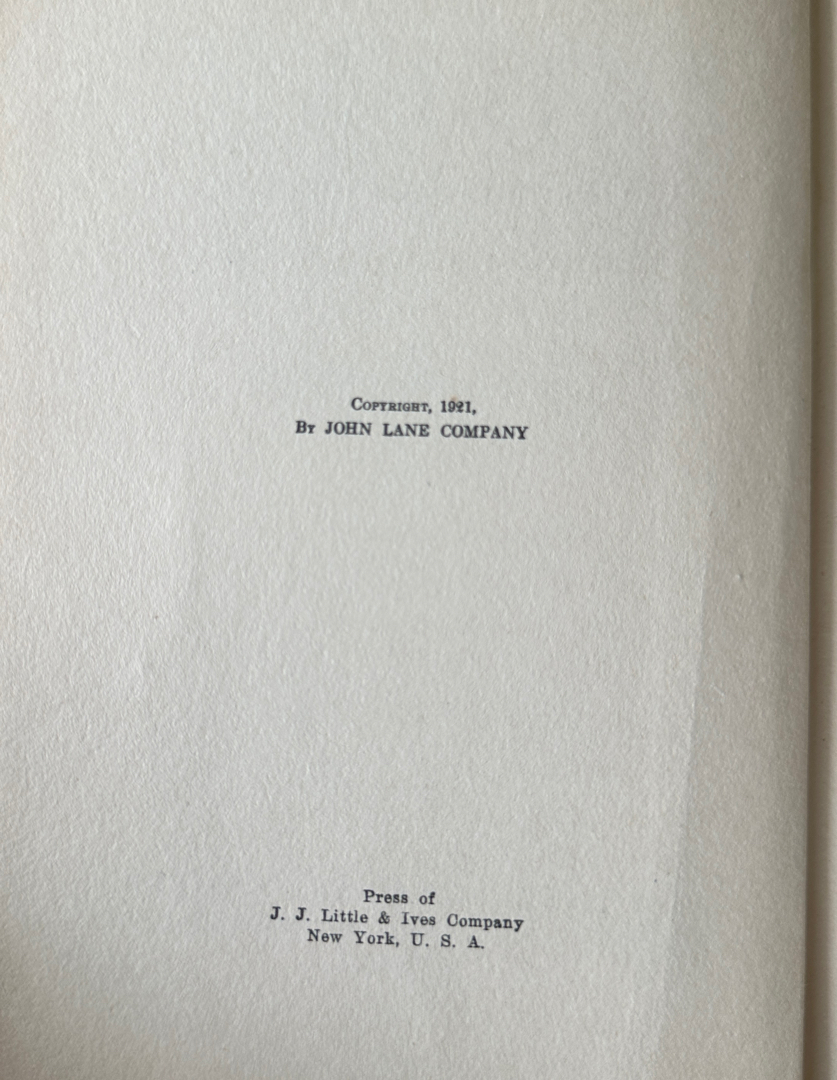 Copyright, 1921,
By JOHN LANE COMPANY
Press of
J. J. Little & Ives Company
New York, U. S. A.